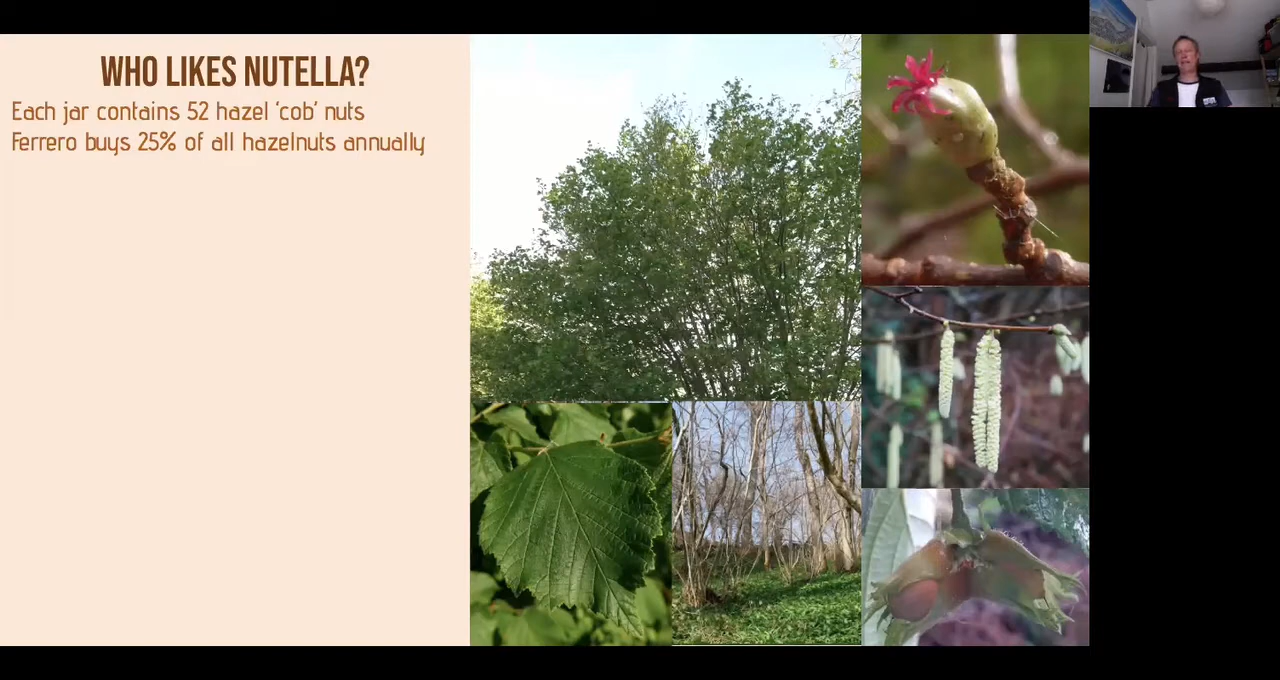 WHO LIKES NUTELLA?
Each jar contains 52 hazel 'cob' nuts
Ferrero buys 25% of all hazelnuts annually